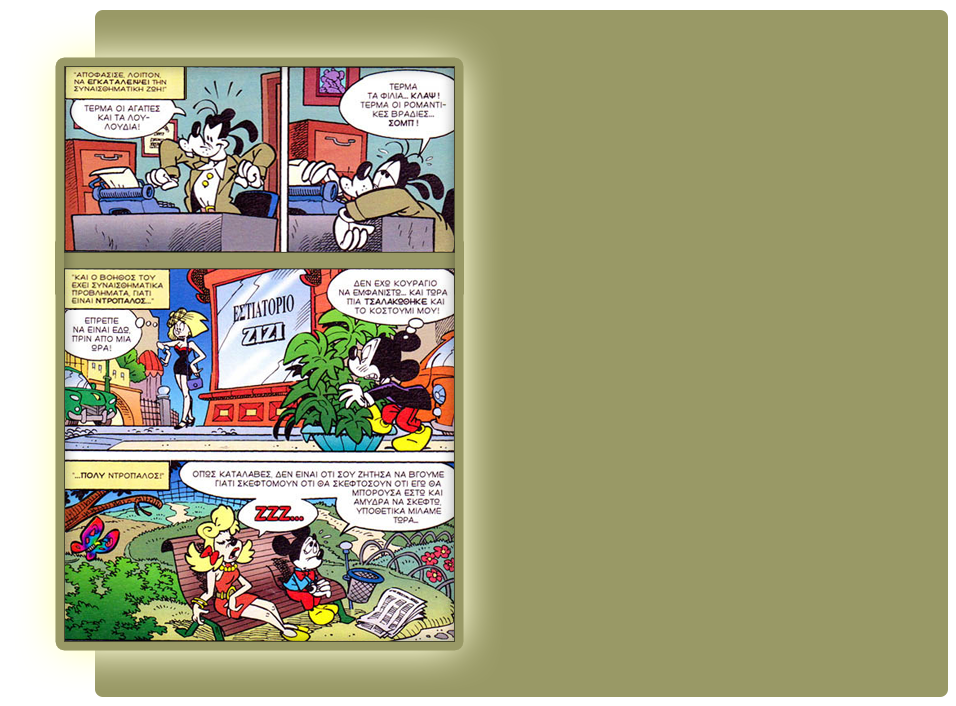 "ΑΠΟΦΑΣΙΣΕ, ΛΟΙΠΟΝ,
ΝΑ ΕΓΚΑΤΑΛΕΙΨΕΙ ΤΗΝ
ΣΥΝΑΙΣΘΗΜΑΤΙΚΗ ΖΩΗ!"
ΤΕΡΜΑ ΟΙ ΑΓΑΠΕΣ
ΚΑΙ ΤΑ ΛΟΥ-
ΛΟΥΔΙΑ!
ΤΕΡΜΑ
ΤΑ ΦΙΛΙΑ... ΚΛΑΨ!
ΤΕΡΜΑ ΟΙ ΡΟΜΑΝΤΙ-
ΚΕΣ ΒΡΑΔΙΕΣ...
ΣΟΜΠ!
"ΚΑΙ Ο ΒΟΗΘΟΣ ΤΟΥ
ΕΧΕΙ ΣΥΝΑΙΣΘΗΜΑΤΙΚΑ
ΠΡΟΒΛΗΜΑΤΑ, ΓΙΑΤΙ
ΕΙΝΑΙ ΝΤΡΟΠΑΛΟΣ..."
ΕΠΡΕΠΕ
ΝΑ ΕΙΝΑΙ ΕΔΩ,
ΠΡΙΝ ΑΠΟ ΜΙΑ
ΩΡΑ!
ΕΣΤΙΑΤΟΡΙΟ
ΖΙΖΙ
ΔΕΝ ΕΧΩ ΚΟΥΡΑΓΙΟ
ΝΑ ΕΜΦΑΝΙΣΤΩ... ΚΑΙ ΤΩΡΑ
ΠΙΑ ΤΣΑΛΑΚΩΘΗΚΕ ΚΑΙ
ΤΟ ΚΟΣΤΟΥΜΙ ΜΟΥ!
"...ΠΟΛΥ ΝΤΡΟΠΑΛΟΣ!"
ΟΠΩΣ ΚΑΤΑΛΑΒΕΣ, ΔΕΝ ΕΙΝΑΙ ΟΤΙ ΣΟΥ ΖΗΤΗΣΑ ΝΑ ΒΓΟΥΜΕ
ΓΙΑΤΙ ΣΚΕΦΤΟΜΟΥΝ ΟΤΙ ΘΑ ΣΚΕΦΤΟΣΟΥΝ ΟΤΙ ΕΓΩ ΘΑ
ΜΠΟΡΟΥΣΑ ΕΣΤΩ ΚΑΙ
ΑΜΥΔΡΑ ΝΑ ΣΚΕΦΤΩ,
ΥΠΟΘΕΤΙΚΑ ΜΙΛΑΜΕ
ΤΩΡΑ...
ΖΖΖ...